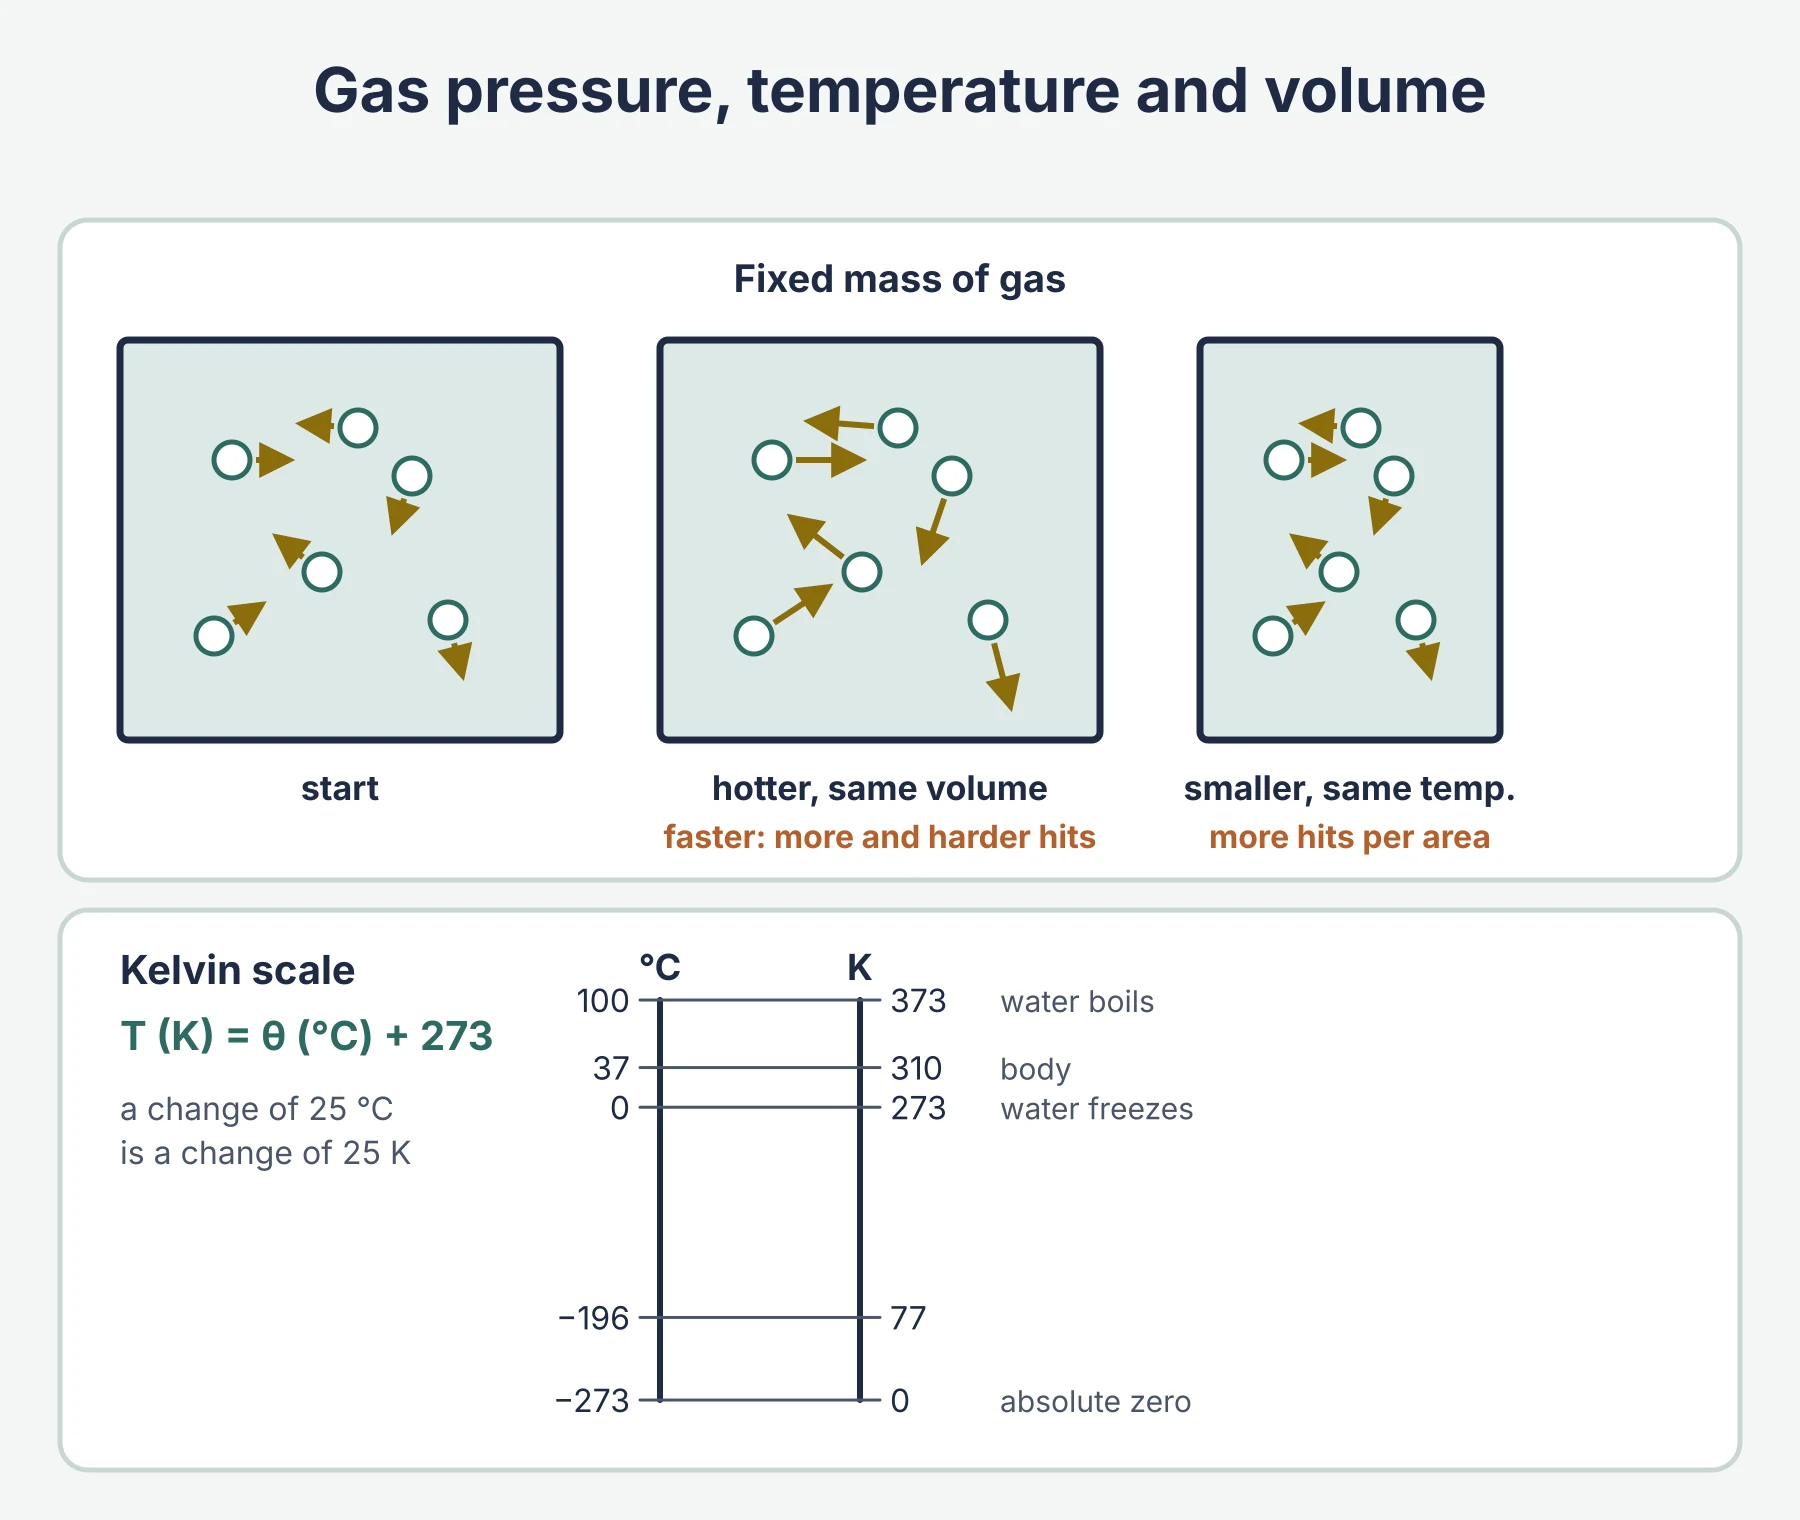 Gas pressure, temperature and volume
Fixed mass of gas
start
hotter, same volume
faster: more and harder hits
smaller, same temp.
more hits per area
Kelvin scale
T (K) = θ (°C) + 273
a change of 25 °C
is a change of 25 K
°C K
100 373 water boils
37 310 body
0 273 water freezes
−196 77
−273 0 absolute zero